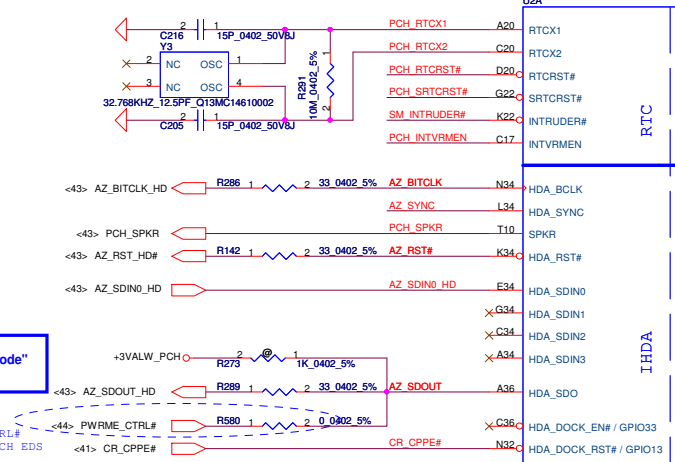 U2A
C216
2
1
15P_0402_50V8J
Y3
2 NC OSC 1
3 NC OSC 4
32.768KHZ_12.5PF_Q13MC14610002
C205
2
1
15P_0402_50V8J
R291
10M_0402_5%
1
2
PCH_RTCX1 A20 RTCX1
PCH_RTCX2 C20 RTCX2
PCH_RTCRST# D20 RTCRST#
PCH_SRTCRST# G22 SRTCRST#
SM_INTRUDER# K22 INTRUDER#
PCH_INTVRMEN C17 INTVRMEN
RTC
<43> AZ_BITCLK_HD R286 1 2 33_0402_5% AZ_BITCLK N34 HDA_BCLK
AZ_SYNC L34 HDA_SYNC
<43> PCH_SPKR PCH_SPKR T10 SPKR
<43> AZ_RST_HD# R142 1 2 33_0402_5% AZ_RST# K34 HDA_RST#
<43> AZ_SDIN0_HD AZ_SDIN0_HD E34 HDA_SDIN0
G34 HDA_SDIN1
C34 HDA_SDIN2
A34 HDA_SDIN3
IHDA
+3VALW_PCH 2 @ 1
R273 1K_0402_5%
<43> AZ_SDOUT_HD R289 1 2 33_0402_5% AZ_SDOUT A36 HDA_SDO
<44> PWRME_CTRL# R580 1 2 0_0402_5% C36 HDA_DOCK_EN# / GPIO33
<41> CR_CPPE# CR_CPPE# N32 HDA_DOCK_RST# / GPIO13
ode"
RL#
CH EDS